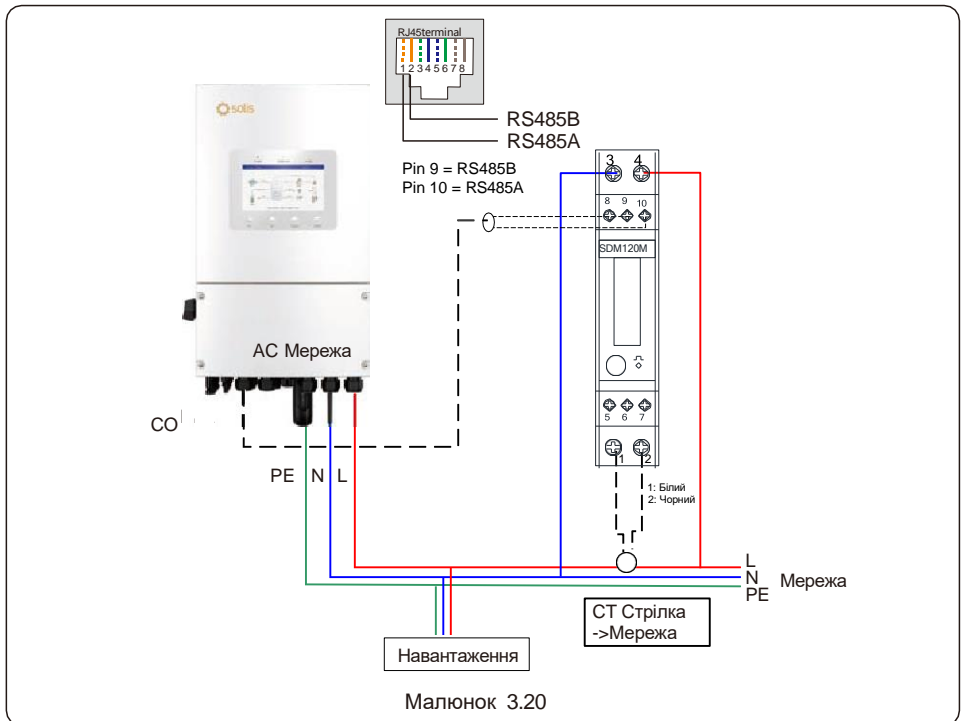 RJ45terminal
1 2 3 4 5 6 7 8
RS485B
RS485A
solis
Pin 9 = RS485B
Pin 10 = RS485A
3 4
8 9 10
SDM120M
AC Мережа
5 6 7
CO
1 2
PE N L
1: Білий
2: Чорний
L
N
PE
Мережа
CT Стрілка
->Мережа
Навантаження
Малюнок 3.20